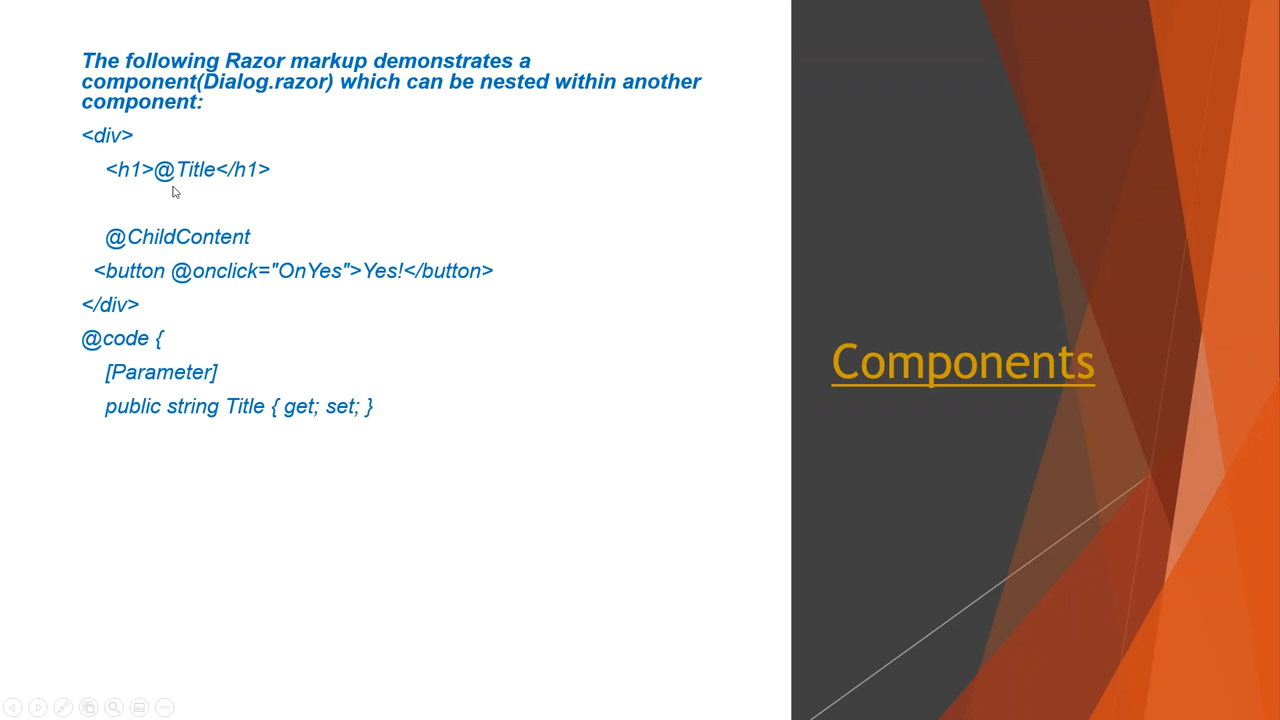 The following Razor markup demonstrates a
component(Dialog.razor) which can be nested within another
component:
<div>
<h1>@Title</h1>
@ChildContent
<button @onclick="OnYes">Yes!</button>
</div>
@code {
[Parameter]
public string Title { get; set; }
Components